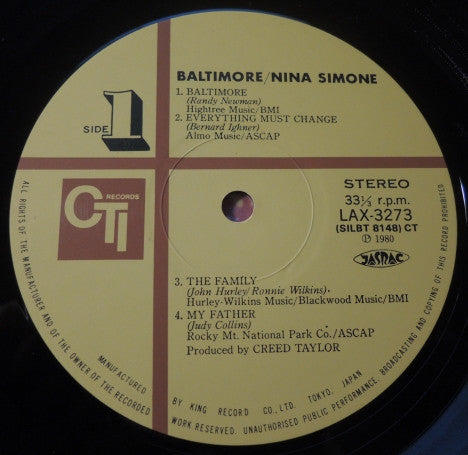 BALTIMORE/NINA SIMONE
1. BALTIMORE
(Randy Newman)
Hightree Music/BMI
2. EVERYTHING MUST CHANGE
(Bernard Ighner)
Almo Music/ASCAP
SIDE 1
CTI RECORDS
STEREO
33⅓ r.p.m.
LAX-3273
(SILBT 8148) CT
℗ 1980
JASRAC
3. THE FAMILY
(John Hurley/Ronnie Wilkins).
Hurley-Wilkins Music/Blackwood Music/BMI
4. MY FATHER
(Judy Collins)
Rocky Mt. National Park Co./ASCAP
Produced by CREED TAYLOR
ALL RIGHTS OF THE MANUFACTURER AND OF THE OWNER OF THE RECORDED WORK RESERVED. UNAUTHORISED PUBLIC PERFORMANCE, BROADCASTING AND COPYING OF THIS RECORD PROHIBITED
MANUFACTURED BY KING RECORD CO., LTD. TOKYO, JAPAN